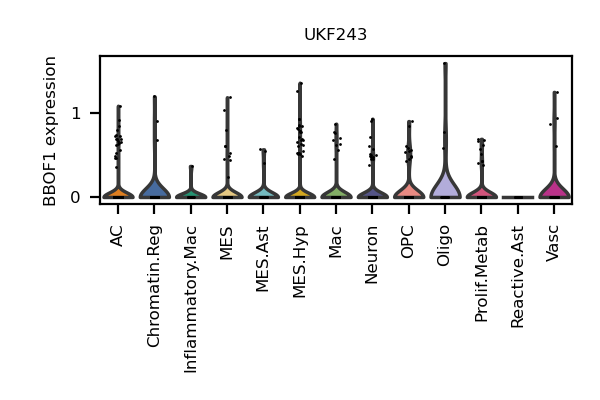 UKF243
BBOF1 expression
1
0
AC
Chromatin.Reg
Inflammatory.Mac
MES
MES.Ast
MES.Hyp
Mac
Neuron
OPC
Oligo
Prolif.Metab
Reactive.Ast
Vasc